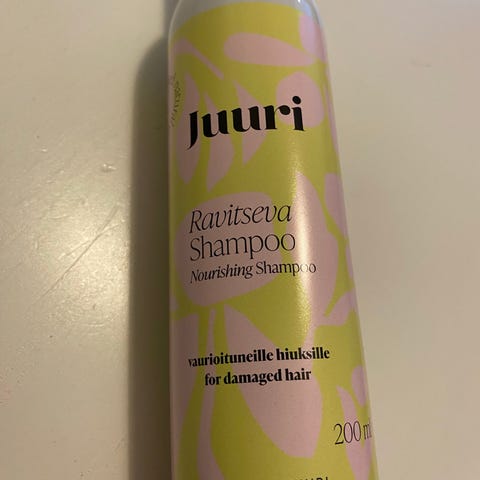 Juuri
Ravitseva
Shampoo
Nourishing Shampoo
vaurioituneille hiuksille
for damaged hair
200 ml